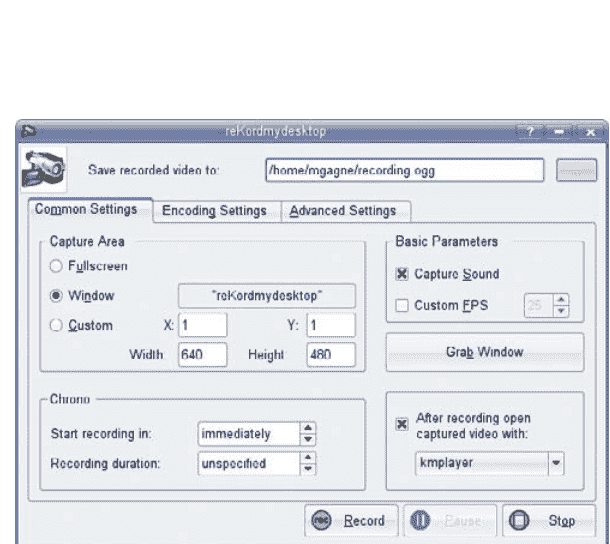 reKordmydesktop
Save recorded video to: /home/mgagne/recording ogg
Common Settings Encoding Settings Advanced Settings
Capture Area
Fullscreen
Window "reKordmydesktop"
Custom X: 1 Y: 1
Width 640 Height 480
Basic Parameters
Capture Sound
Custom FPS 25
Grab Window
Chrono
Start recording in: immediately
Recording duration: unspecified
After recording open
captured video with:
kmplayer
rec Record Pause Stop